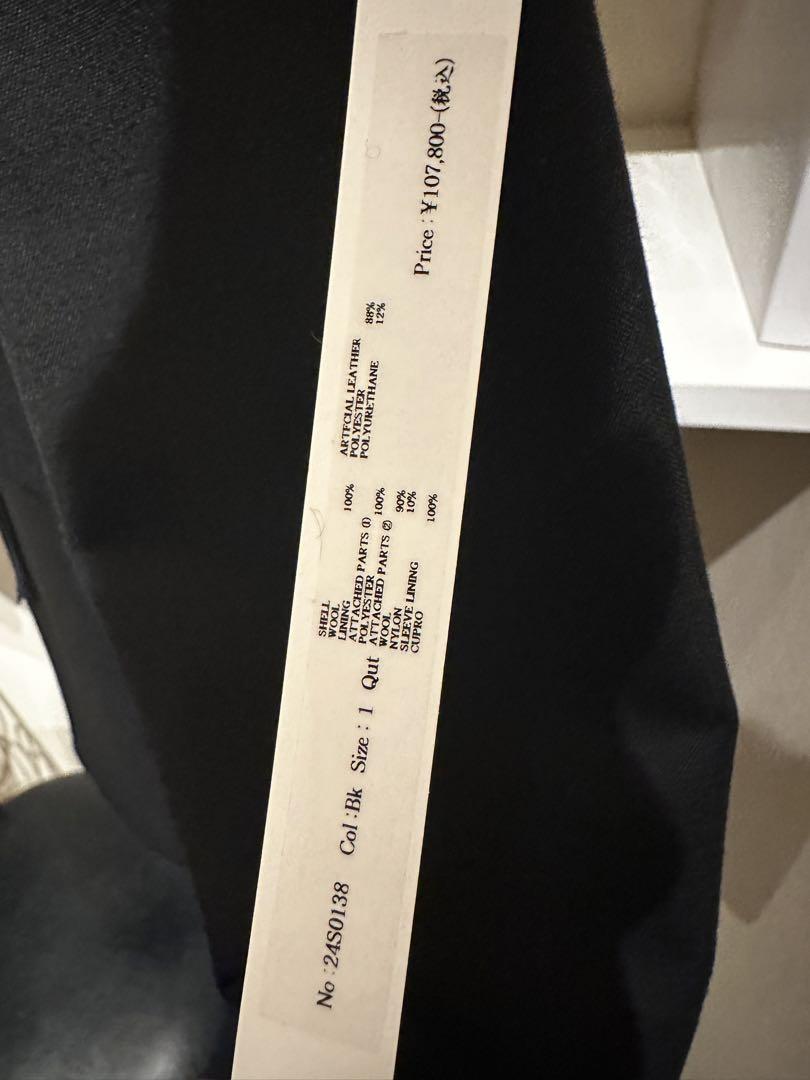 No : 24S0138 Col :Bk Size : 1 Qut
SHELL
WOOL 100%
LINING
ATTACHED PARTS ①
POLYESTER 100%
ATTACHED PARTS ②
WOOL 90%
NYLON 10%
SLEEVE LINING
CUPRO 100%
ARTFCIAL LEATHER
POLYESTER 88%
POLYURETHANE 12%
Price : ¥107,800-(税込)